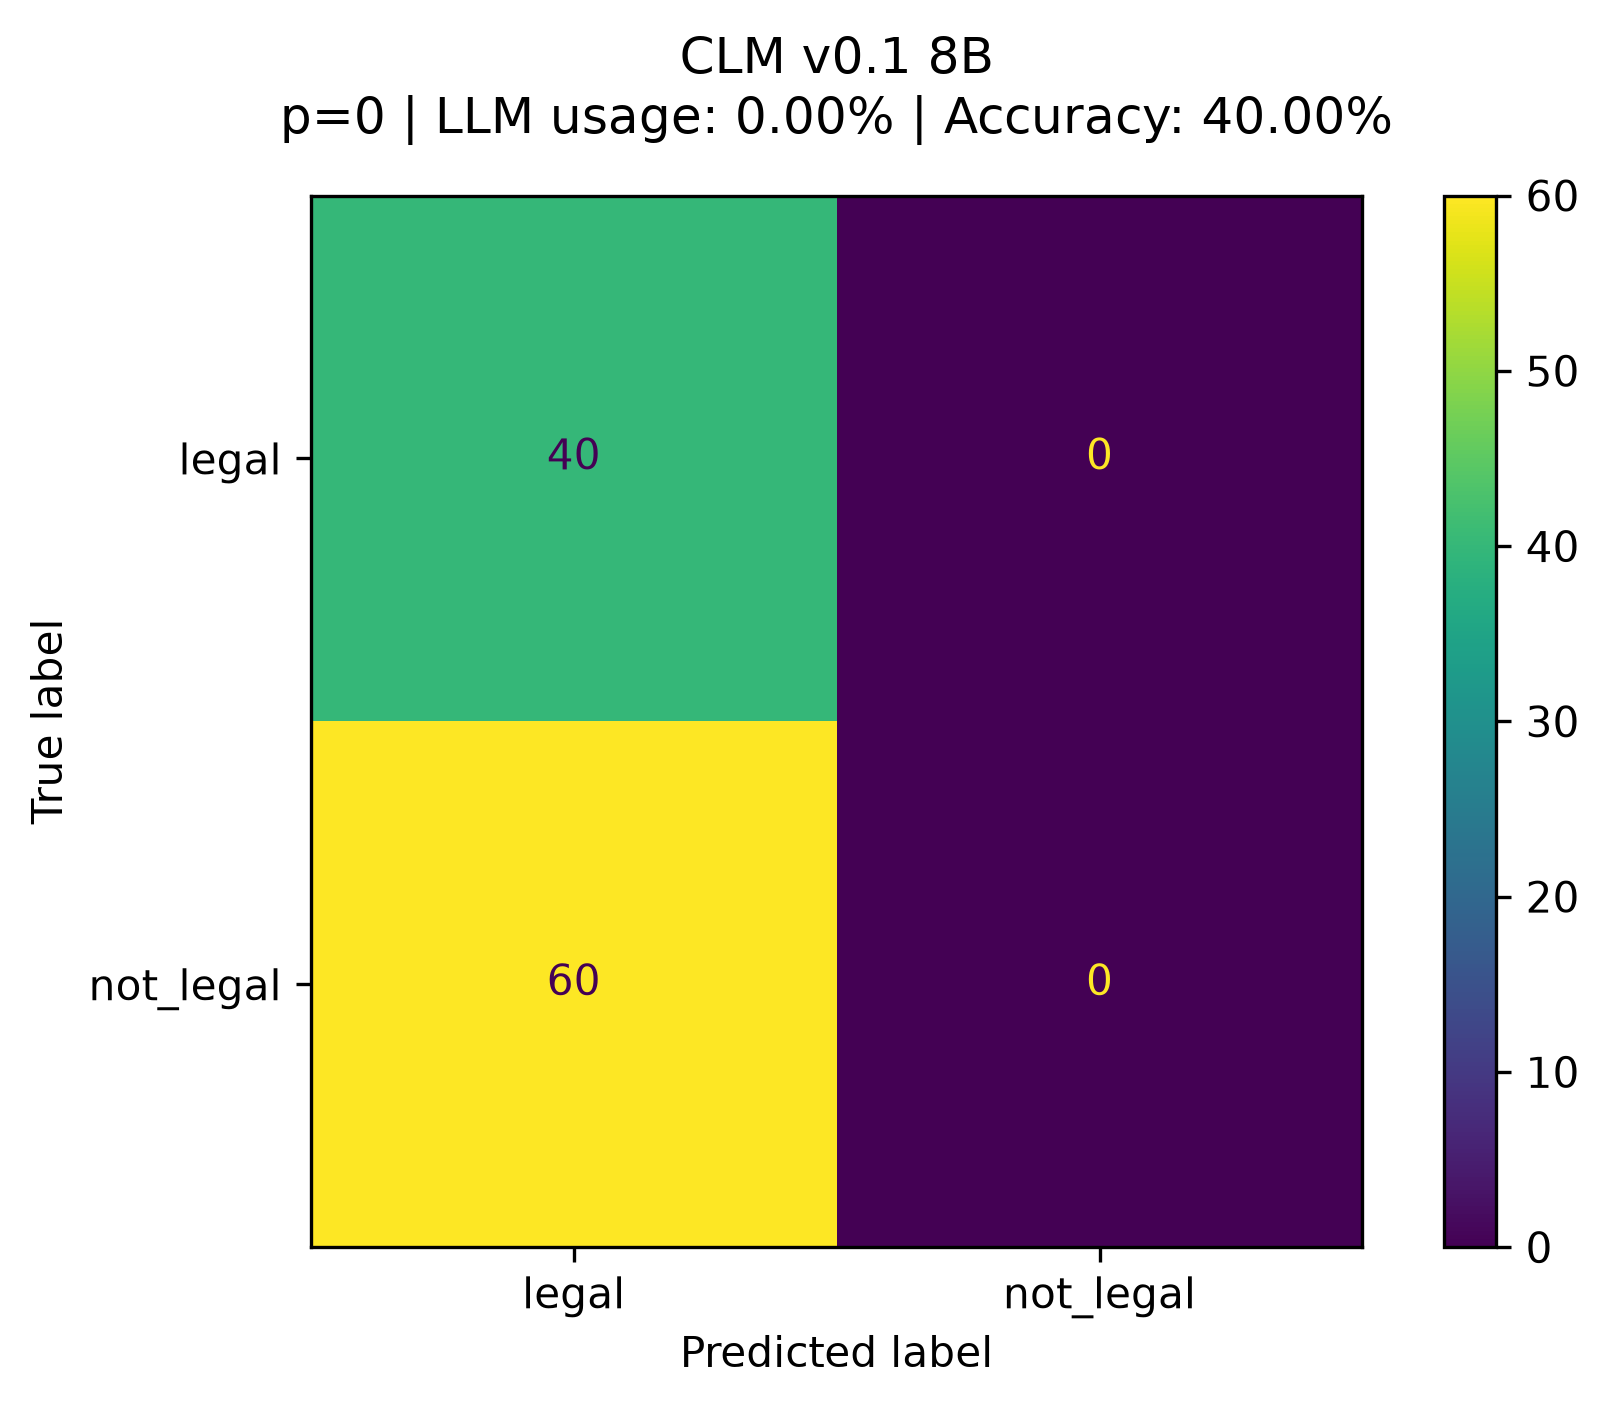 CLM v0.1 8B
p=0 | LLM usage: 0.00% | Accuracy: 40.00%
True label
legal
not_legal
40
0
60
0
legal
not_legal
Predicted label
60
50
40
30
20
10
0